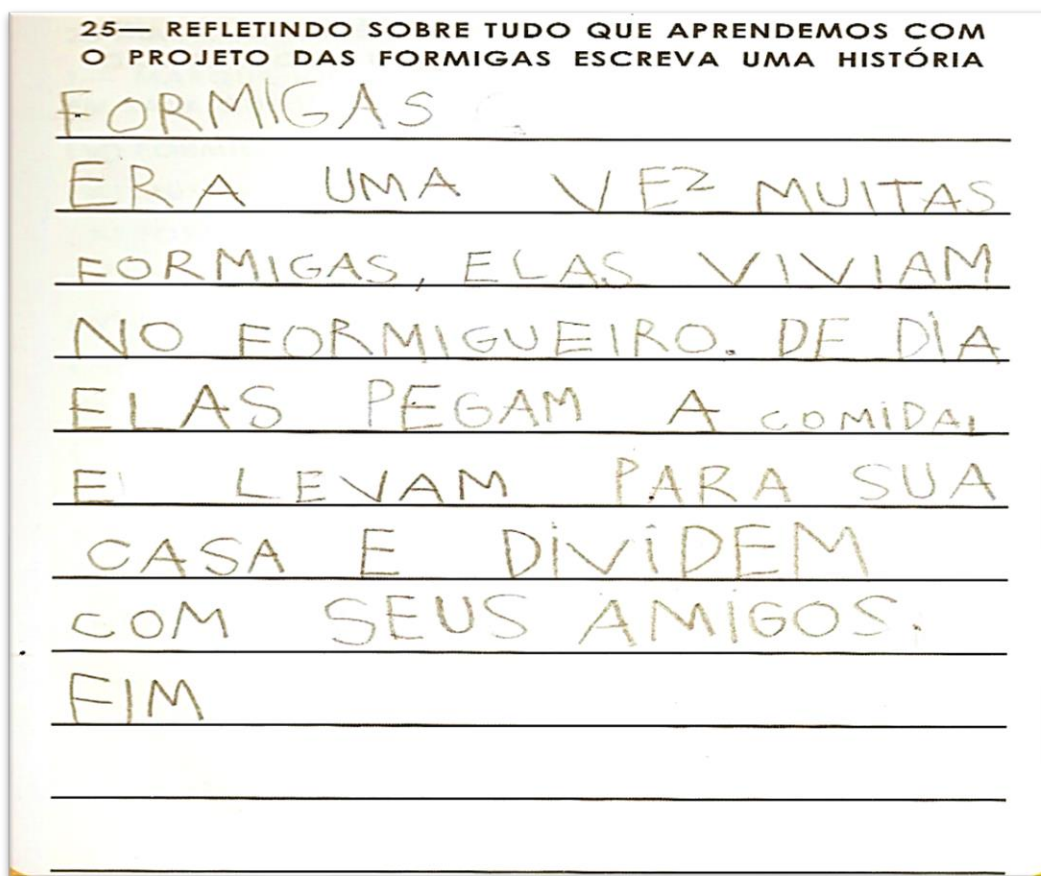 25— REFLETINDO SOBRE TUDO QUE APRENDEMOS COM
O PROJETO DAS FORMIGAS ESCREVA UMA HISTÓRIA
FORMIGAS
ERA UMA VEZ MUITAS
FORMIGAS, ELAS VIVIAM
NO FORMIGUEIRO. DE DIA
ELAS PEGAM A COMIDA,
E LEVAM PARA SUA
CASA E DIVIDEM
COM SEUS AMIGOS.
FIM